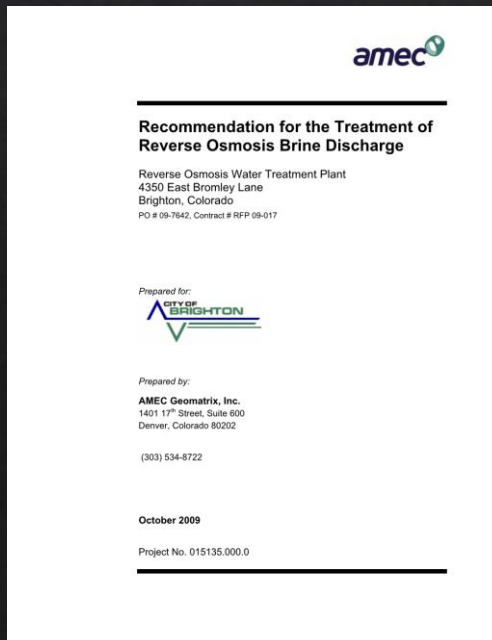 amec
Recommendation for the Treatment of
Reverse Osmosis Brine Discharge
Reverse Osmosis Water Treatment Plant
4350 East Bromley Lane
Brighton, Colorado
PO # 09-7642, Contract # RFP 09-017
Prepared for:
CITY OF
BRIGHTON
Prepared by:
AMEC Geomatrix, Inc.
1401 17th Street, Suite 600
Denver, Colorado 80202
(303) 534-8722
October 2009
Project No. 015135.000.0